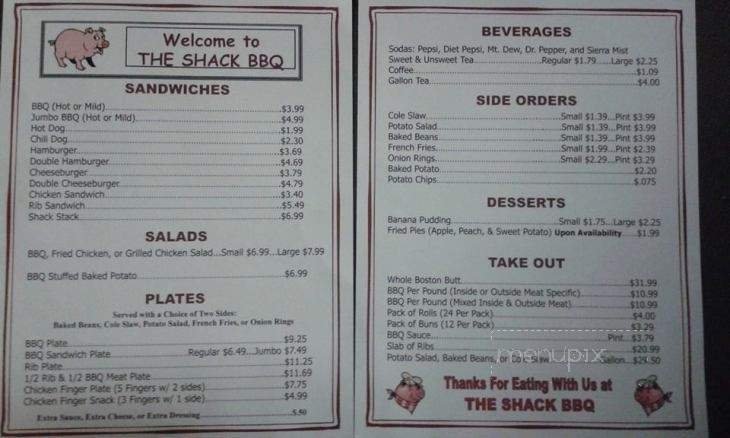 Welcome to
THE SHACK BBQ
SANDWICHES
BBQ (Hot or Mild)...$3.99
Jumbo BBQ (Hot or Mild)...$4.99
Hot Dog...$1.99
Chili Dog...$2.30
Hamburger...$3.69
Double Hamburger...$4.69
Cheeseburger...$3.79
Double Cheeseburger...$4.79
Chicken Sandwich...$3.40
Rib Sandwich...$5.49
Shack Stack...$6.99
SALADS
BBQ, Fried Chicken, or Grilled Chicken Salad...Small $6.99...Large $7.99
BBQ Stuffed Baked Potato...$6.99
PLATES
Served with a Choice of Two Sides:
Baked Beans, Cole Slaw, Potato Salad, French Fries, or Onion Rings
BBQ Plate...$9.25
BBQ Sandwich Plate...Regular $6.49...Jumbo $7.49
Rib Plate...$11.25
1/2 Rib & 1/2 BBQ Meat Plate...$11.69
Chicken Finger Plate (5 Fingers w/ 2 sides)...$7.75
Chicken Finger Snack (3 Fingers w/ 1 side)...$4.99
Extra Sauce, Extra Cheese, or Extra Dressing...$.50
BEVERAGES
Sodas: Pepsi, Diet Pepsi, Mt. Dew, Dr. Pepper, and Sierra Mist
Sweet & Unsweet Tea...Regular $1.79...Large $2.25
Coffee...$1.09
Gallon Tea...$4.00
SIDE ORDERS
Cole Slaw...Small $1.39...Pint $3.99
Potato Salad...Small $1.39...Pint $3.99
Baked Beans...Small $1.39...Pint $3.99
French Fries...Small $1.99...Pint $2.39
Onion Rings...Small $2.29...Pint $3.29
Baked Potato...$2.20
Potato Chips...$.075
DESSERTS
Banana Pudding...Small $1.75...Large $2.25
Fried Pies (Apple, Peach, & Sweet Potato) Upon Availability...$1.99
TAKE OUT
Whole Boston Butt...$31.99
BBQ Per Pound (Inside or Outside Meat Specific)...$10.99
BBQ Per Pound (Mixed Inside & Outside Meat)...$10.99
Pack of Rolls (24 Per Pack)...$4.00
Pack of Buns (12 Per Pack)...$3.29
BBQ Sauce...Pint...$3.79
Slab of Ribs...$20.99
Potato Salad, Baked Beans, or Cole Slaw...Gallon...$24.50
menupix
Thanks For Eating With Us at
THE SHACK BBQ